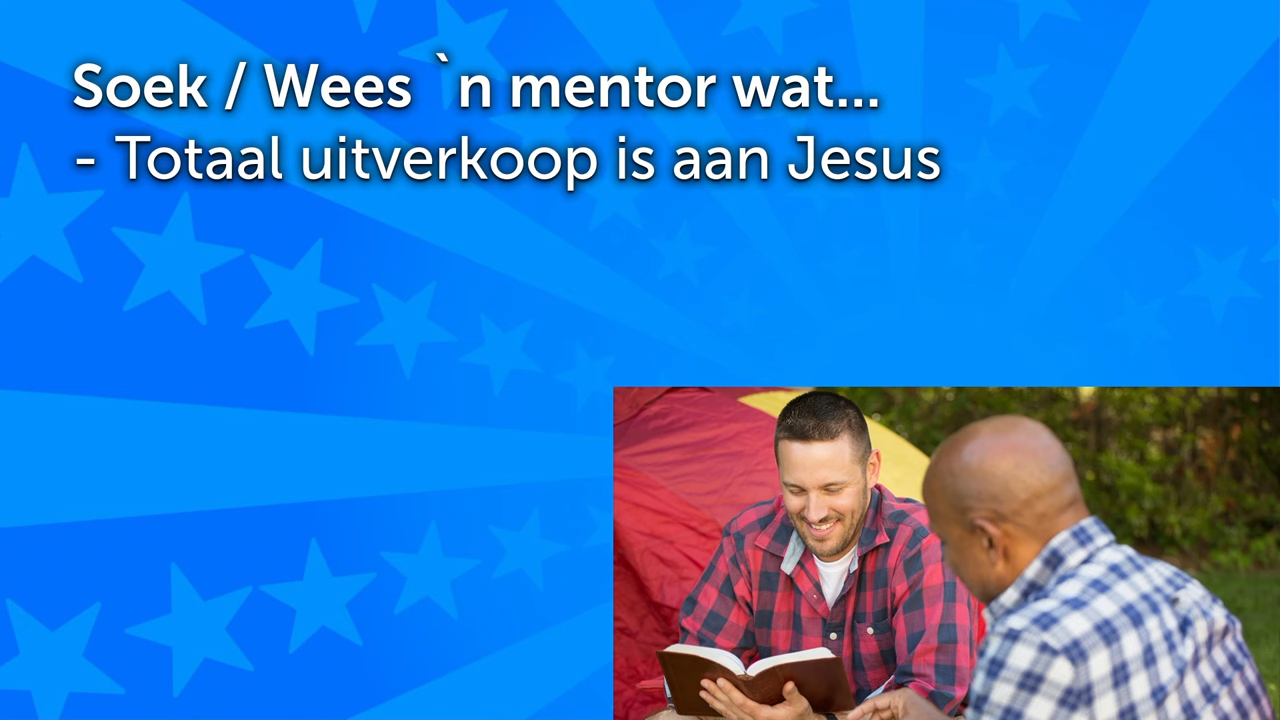 Soek / Wees `n mentor wat...
- Totaal uitverkoop is aan Jesus